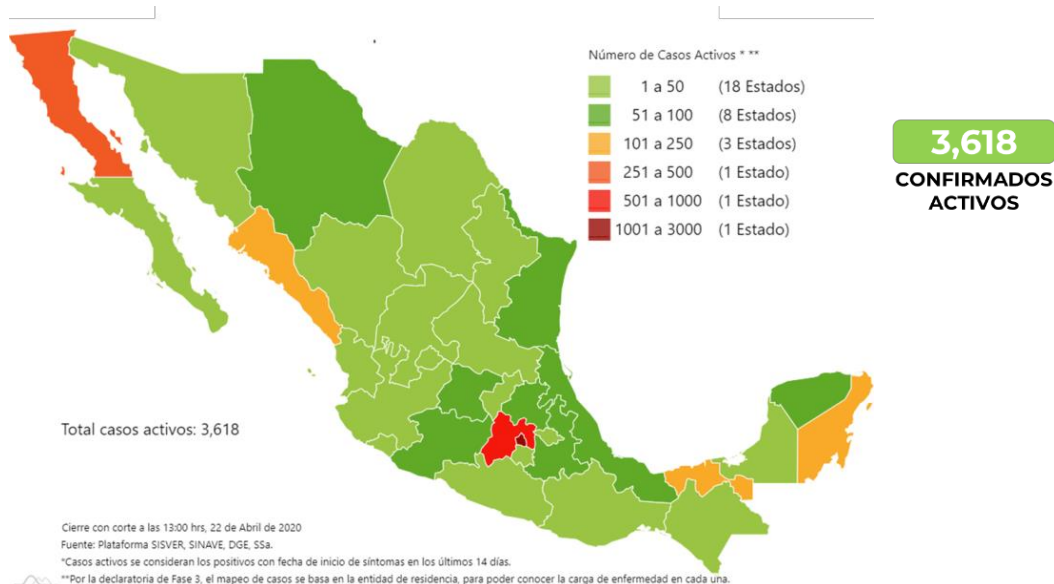 Número de Casos Activos * **
1 a 50 (18 Estados)
51 a 100 (8 Estados)
101 a 250 (3 Estados)
251 a 500 (1 Estado)
501 a 1000 (1 Estado)
1001 a 3000 (1 Estado)
3,618
CONFIRMADOS
ACTIVOS
Total casos activos: 3,618
Cierre con corte a las 13:00 hrs, 22 de Abril de 2020
Fuente: Plataforma SISVER, SINAVE, DGE, SSa.
*Casos activos se consideran los positivos con fecha de inicio de síntomas en los últimos 14 días.
**Por la declaratoria de Fase 3, el mapeo de casos se basa en la entidad de residencia, para poder conocer la carga de enfermedad en cada una.